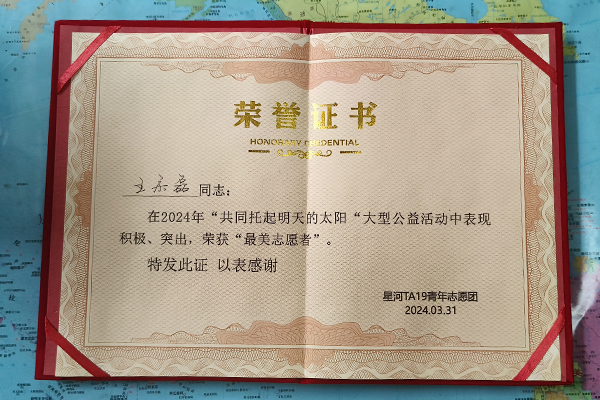 荣誉证书
HONORARY CREDENTIAL
王永磊 同志：
在2024年“共同托起明天的太阳“大型公益活动中表现
积极、突出，荣获“最美志愿者”。
特发此证 以表感谢
星河TA19青年志愿团
2024.03.31